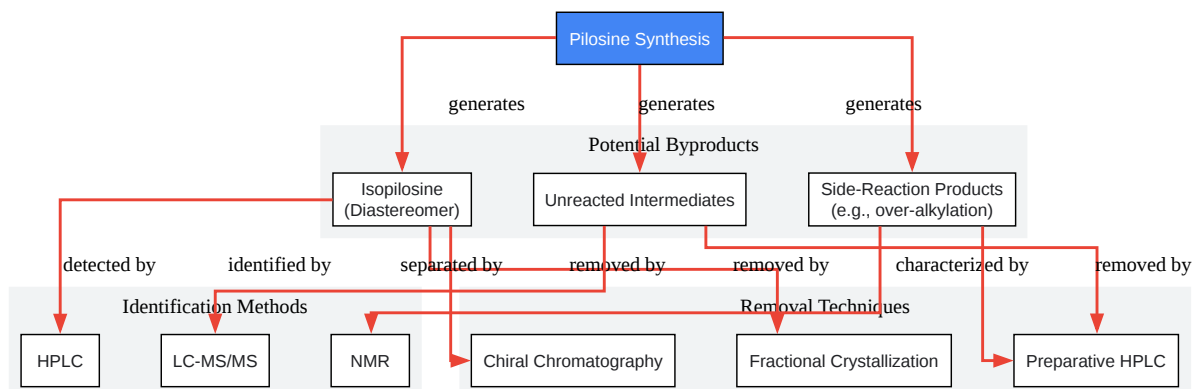 Pilosine Synthesis
generates
generates
generates
Potential Byproducts
Isopilosine
(Diastereomer)
Unreacted Intermediates
Side-Reaction Products
(e.g., over-alkylation)
detected by
identified by
separated by
removed by
removed by
characterized by
removed by
Identification Methods
Removal Techniques
HPLC
LC-MS/MS
NMR
Chiral Chromatography
Fractional Crystallization
Preparative HPLC